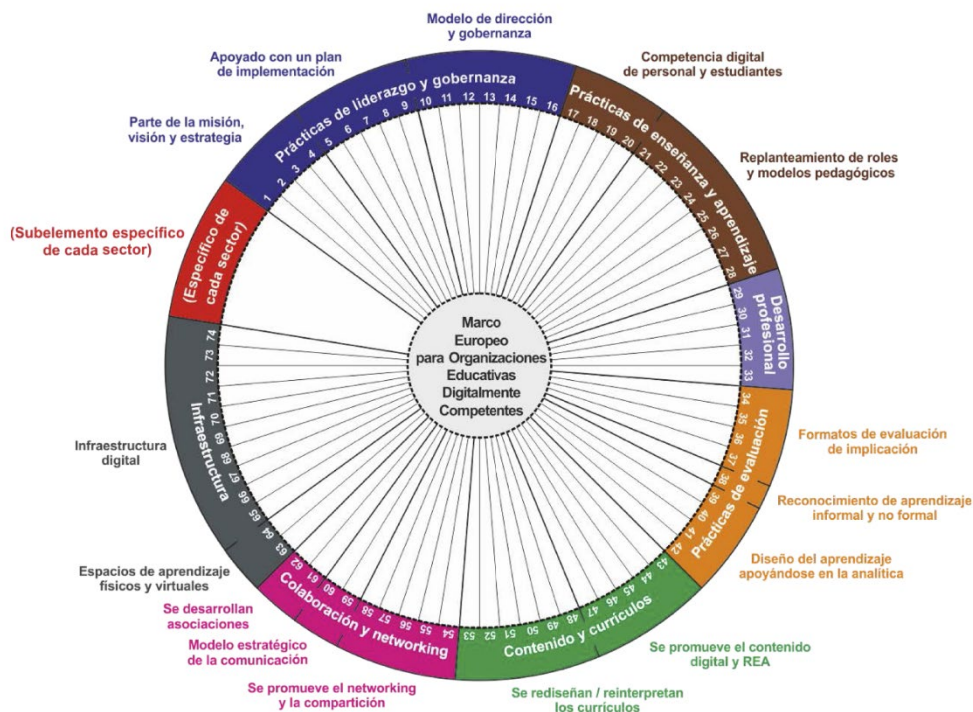 Modelo de dirección
y gobernanza
Apoyado con un plan
de implementación
Parte de la misión,
visión y estrategia
Prácticas de liderazgo y gobernanza
1 2 3 4 5 6 7 8 9 10 11 12 13 14 15 16
Competencia digital
de personal y estudiantes
Replanteamiento de roles
y modelos pedagógicos
Prácticas de enseñanza y aprendizaje
17 18 19 20 21 22 23 24 25 26 27 28
Desarrollo
profesional
29 30 31 32 33
Formatos de evaluación
de implicación
Reconocimiento de aprendizaje
informal y no formal
Diseño del aprendizaje
apoyándose en la analítica
Prácticas de evaluación
34 35 36 37 38 39 40 41 42
Se promueve el contenido
digital y REA
Se rediseñan / reinterpretan
los currículos
Contenido y currículos
43 44 45 46 47 48 49 50 51 52 53
Se promueve el networking
y la compartición
Modelo estratégico
de la comunicación
Se desarrollan
asociaciones
Colaboración y networking
54 55 56 57 58 59 60 61 62
Espacios de aprendizaje
físicos y virtuales
Infraestructura
digital
Infraestructura
63 64 65 66 67 68 69 70 71 72 73 74
(Subelemento específico
de cada sector)
(Específico de
cada sector)
Marco
Europeo
para Organizaciones
Educativas
Digitalmente
Competentes